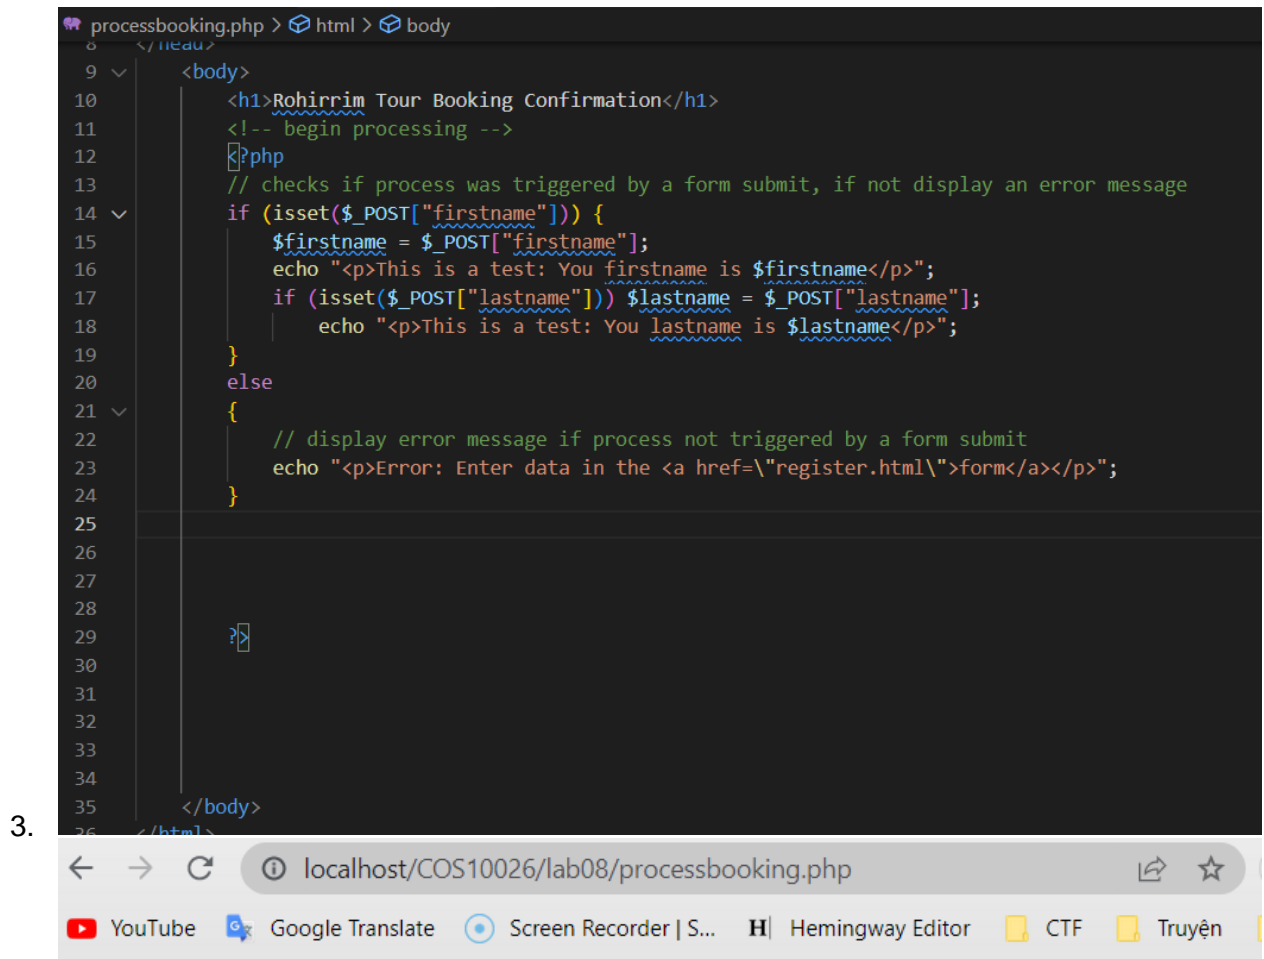 processbooking.php > html > body
8 </head>
9 <body>
10 <h1>Rohirrim Tour Booking Confirmation</h1>
11 <!-- begin processing -->
12 <?php
13 // checks if process was triggered by a form submit, if not display an error message
14 if (isset($_POST["firstname"])) {
15 $firstname = $_POST["firstname"];
16 echo "<p>This is a test: You firstname is $firstname</p>";
17 if (isset($_POST["lastname"])) $lastname = $_POST["lastname"];
18 echo "<p>This is a test: You lastname is $lastname</p>";
19 }
20 else
21 {
22 // display error message if process not triggered by a form submit
23 echo "<p>Error: Enter data in the <a href=\"register.html\">form</a></p>";
24 }
25
26
27
28
29 ?>
30
31
32
33
34
35 </body>
3.
36 </html>
localhost/COS10026/lab08/processbooking.php
YouTube Google Translate Screen Recorder | S... H Hemingway Editor CTF Truyện